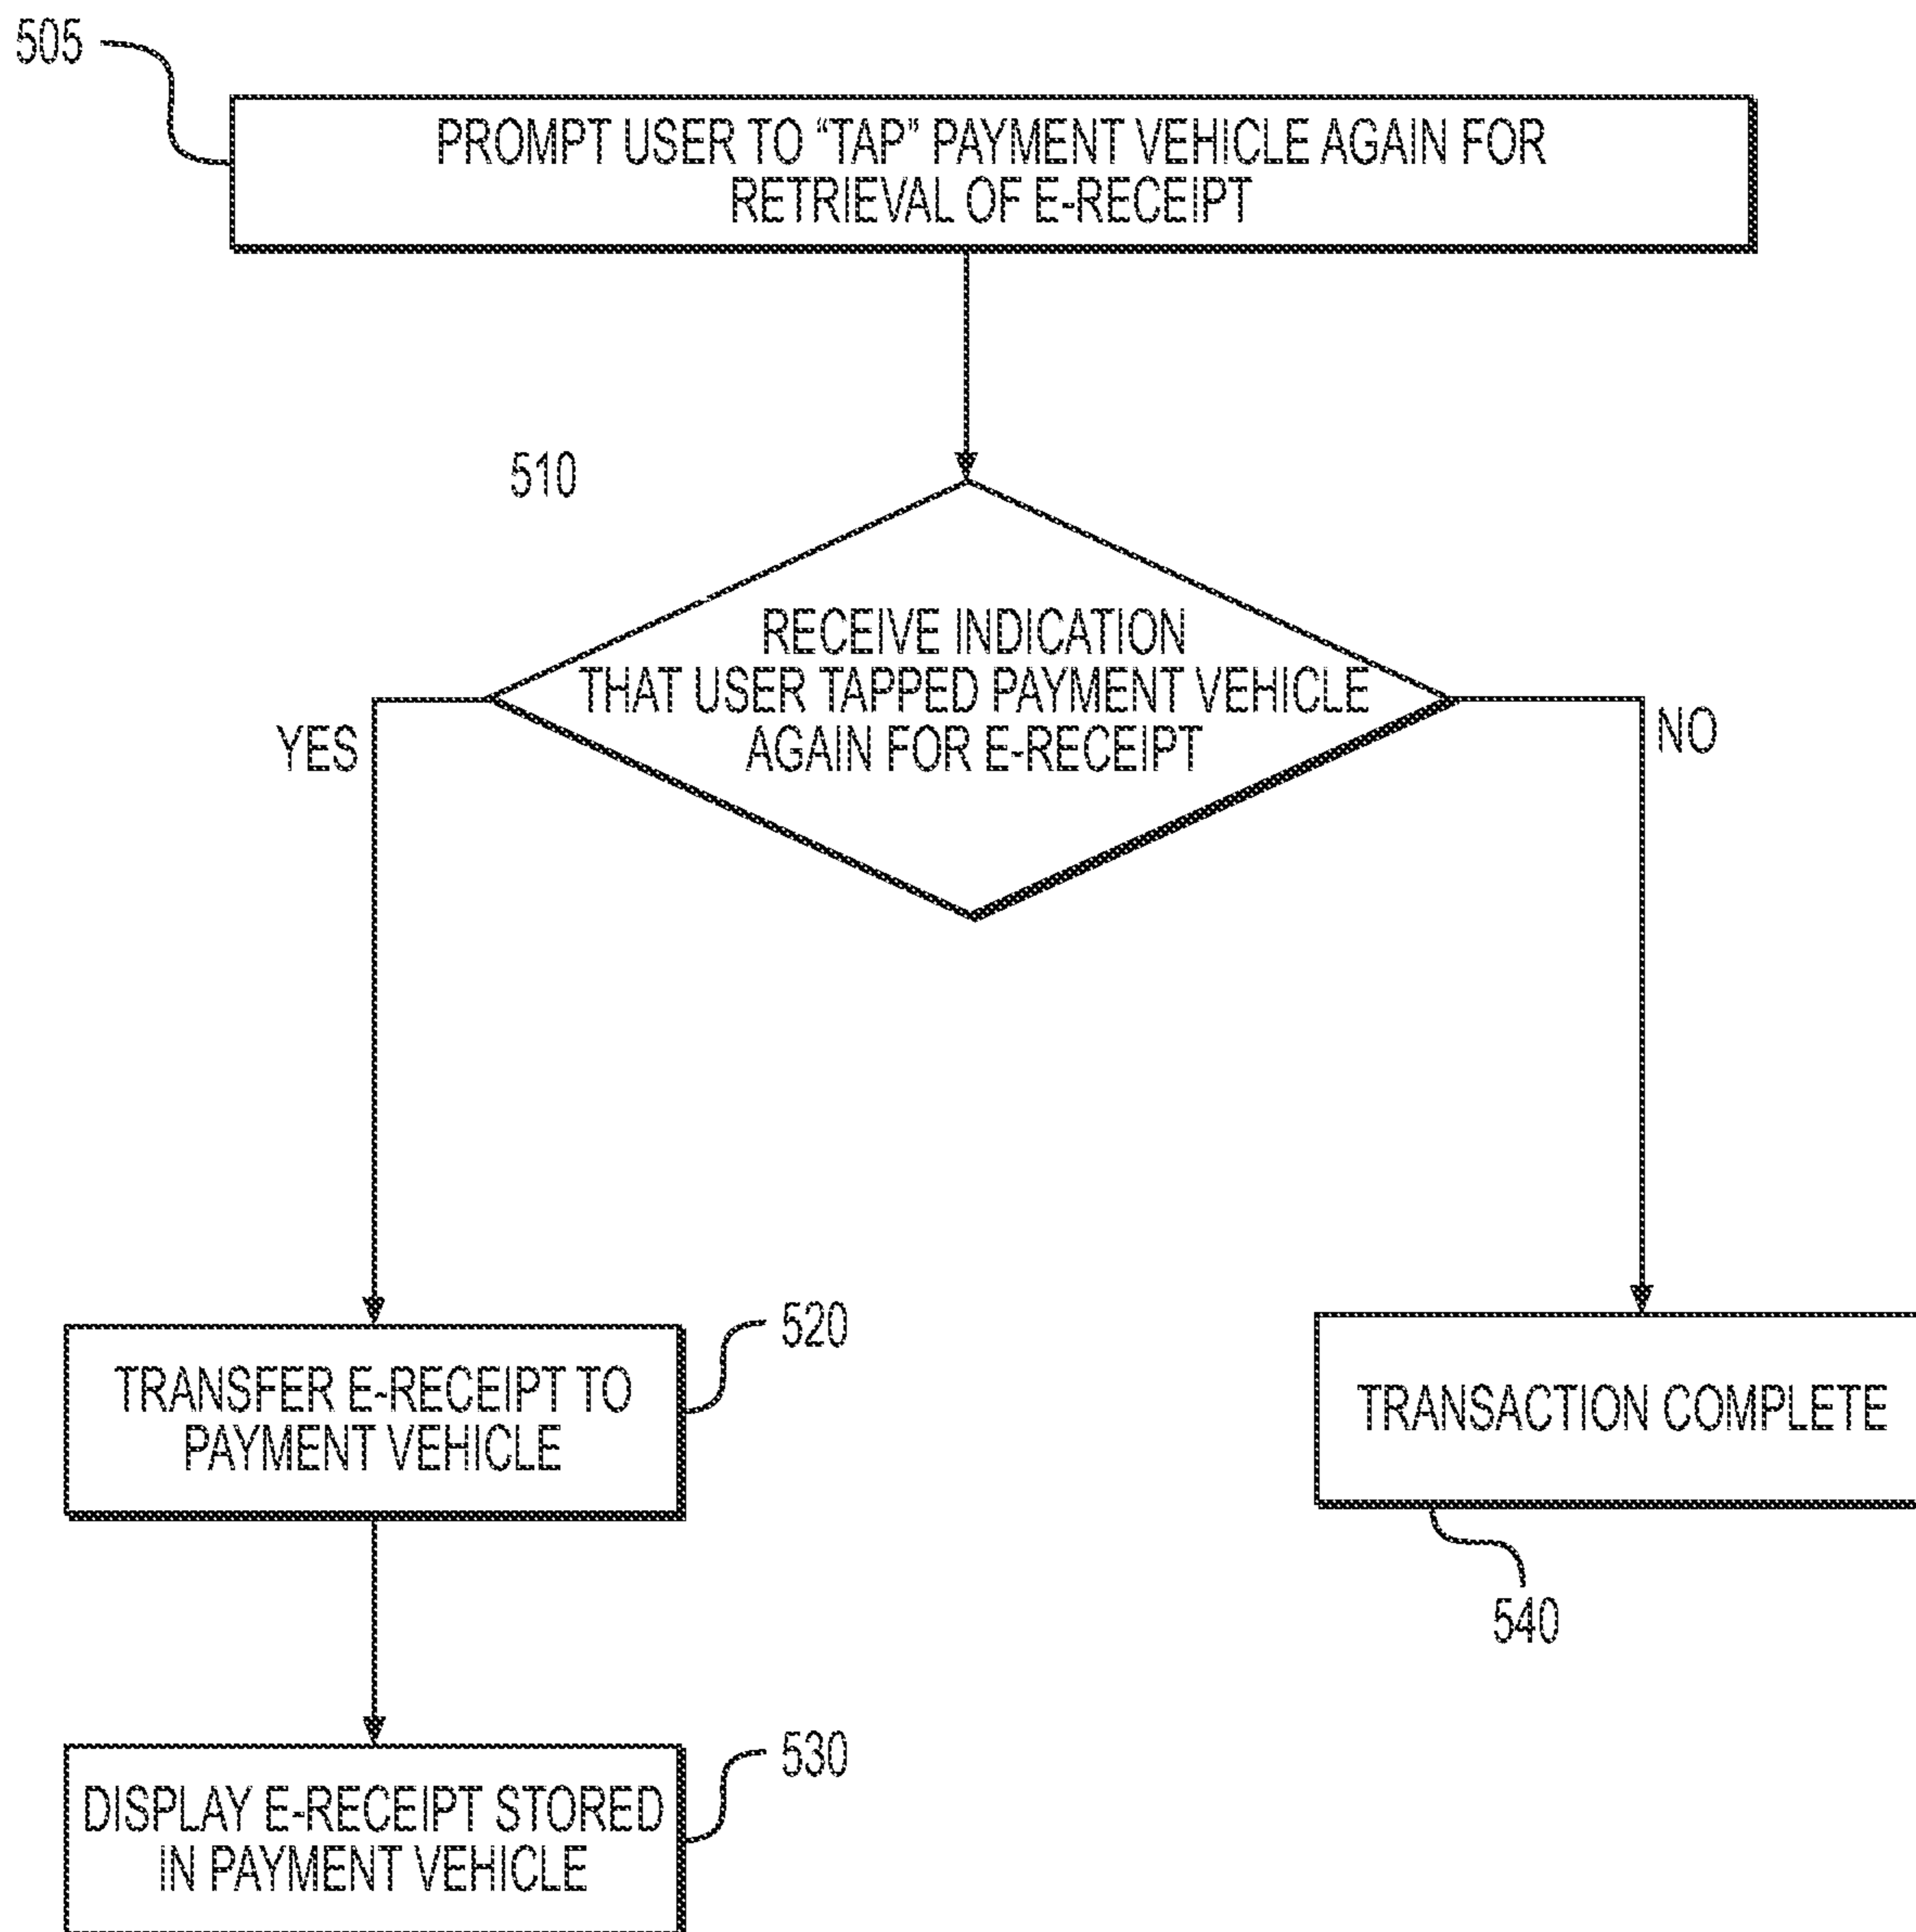 505
PROMPT USER TO “TAP” PAYMENT VEHICLE AGAIN FOR
RETRIEVAL OF E-RECEIPT
510
RECEIVE INDICATION
THAT USER TAPPED PAYMENT VEHICLE
AGAIN FOR E-RECEIPT
YES
NO
520
TRANSFER E-RECEIPT TO
PAYMENT VEHICLE
TRANSACTION COMPLETE
540
530
DISPLAY E-RECEIPT STORED
IN PAYMENT VEHICLE